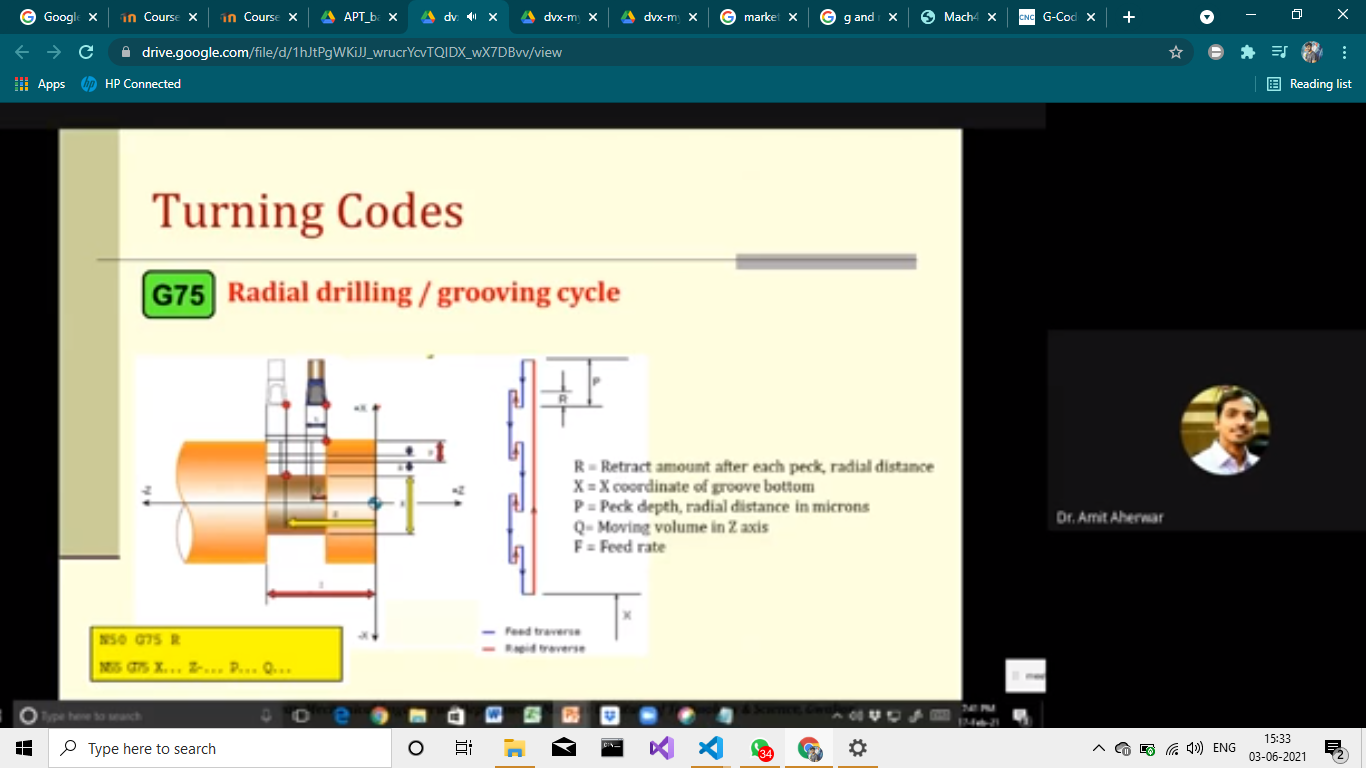 Google
Course
Course
APT_ba
dv
dvx-my
dvx-my
market
g and
Mach4
G-Cod
drive.google.com/file/d/1hJtPgWKiJJ_wrucrYcvTQIDX_wX7DBvv/view
Apps
HP Connected
Reading list
Turning Codes
G75 Radial drilling / grooving cycle
+X
-Z
+Z
-X
P
R
X
R = Retract amount after each peck, radial distance
X = X coordinate of groove bottom
P = Peck depth, radial distance in microns
Q= Moving volume in Z axis
F = Feed rate
Feed traverse
Rapid traverse
N50 G75 R
N55 G75 X... Z-... P... Q...
Dr. Amit Aherwar
Type here to search
7:41 PM
17-Feb-21
Type here to search
34
ENG
15:33
03-06-2021
2